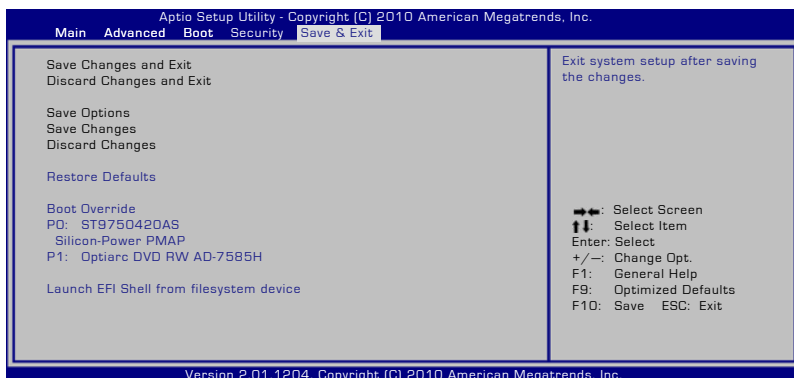 Aptio Setup Utility - Copyright (C) 2010 American Megatrends, Inc.
Main Advanced Boot Security Save & Exit
Save Changes and Exit
Discard Changes and Exit
Save Options
Save Changes
Discard Changes
Restore Defaults
Boot Override
P0: ST9750420AS
Silicon-Power PMAP
P1: Optiarc DVD RW AD-7585H
Launch EFI Shell from filesystem device
Exit system setup after saving
the changes.
→←: Select Screen
↑↓: Select Item
Enter: Select
+/—: Change Opt.
F1: General Help
F9: Optimized Defaults
F10: Save ESC: Exit
Version 2.01.1204. Copyright (C) 2010 American Megatrends, Inc.